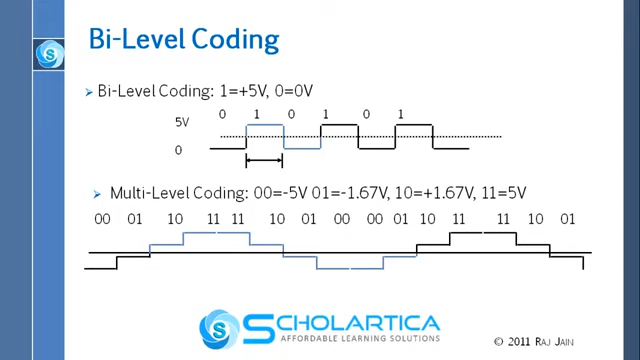 Bi-Level Coding
Bi-Level Coding: 1=+5V, 0=0V
0 1 0 1 0 1
5V
0
Multi-Level Coding: 00=-5V 01=-1.67V, 10=+1.67V, 11=5V
00 01 10 11 11 10 01 00 00 01 10 11 11 10 01
S SCHOLARTICA
AFFORDABLE LEARNING SOLUTIONS
© 2011 RAJ JAIN